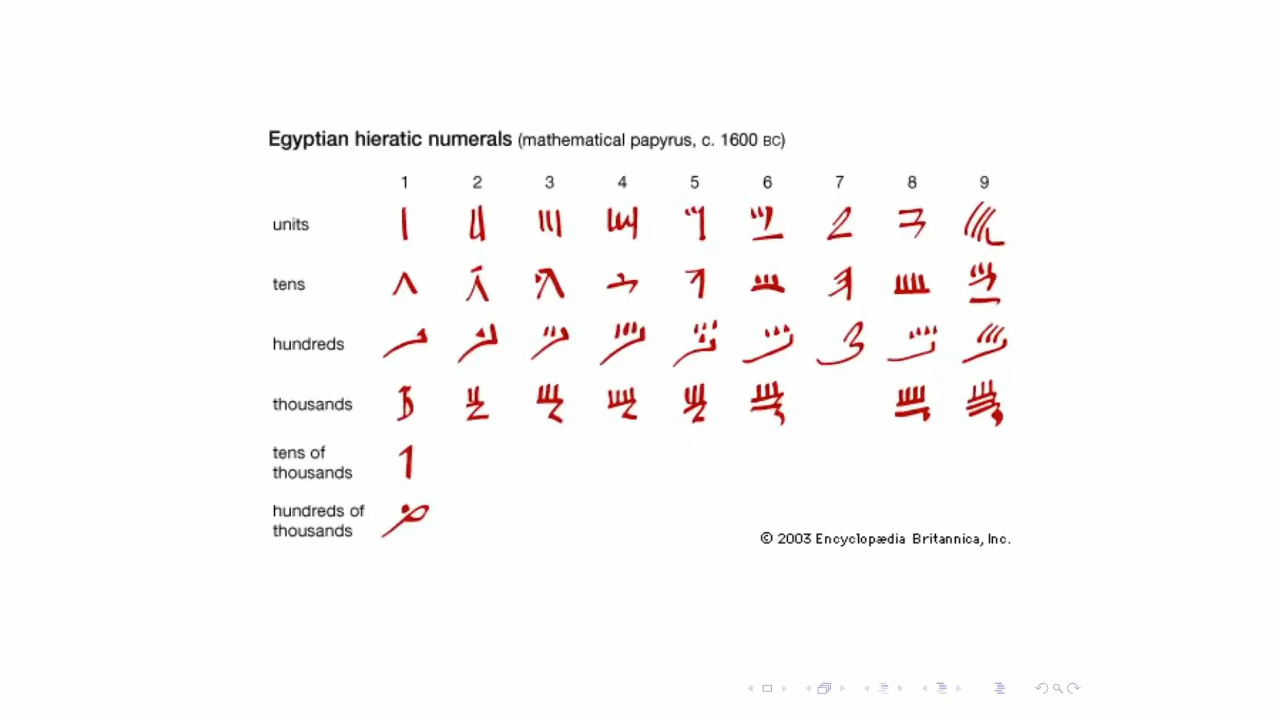 Egyptian hieratic numerals (mathematical papyrus, c. 1600 BC)
1 2 3 4 5 6 7 8 9
units
tens
hundreds
thousands
tens of
thousands
hundreds of
thousands
© 2003 Encyclopædia Britannica, Inc.